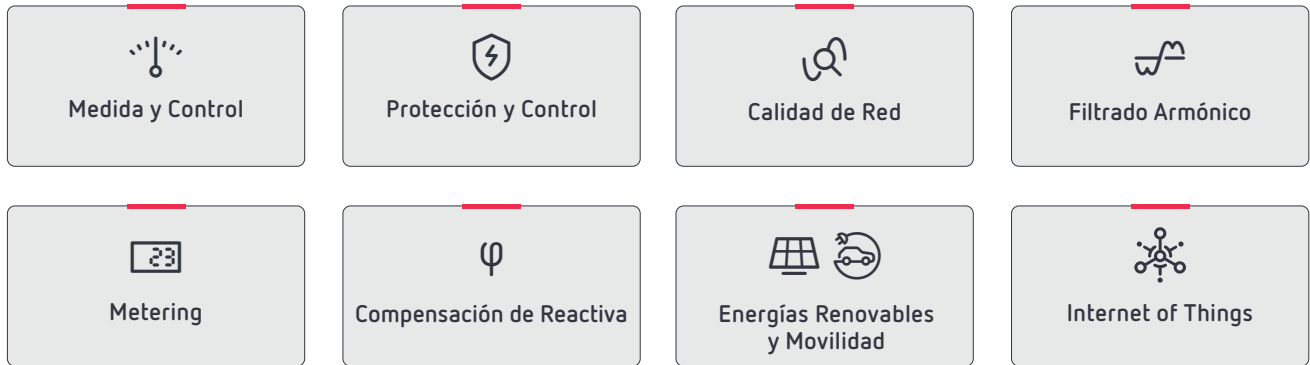 Medida y Control
Protección y Control
Calidad de Red
Filtrado Armónico
23
Metering
φ
Compensación de Reactiva
Energías Renovables
y Movilidad
Internet of Things